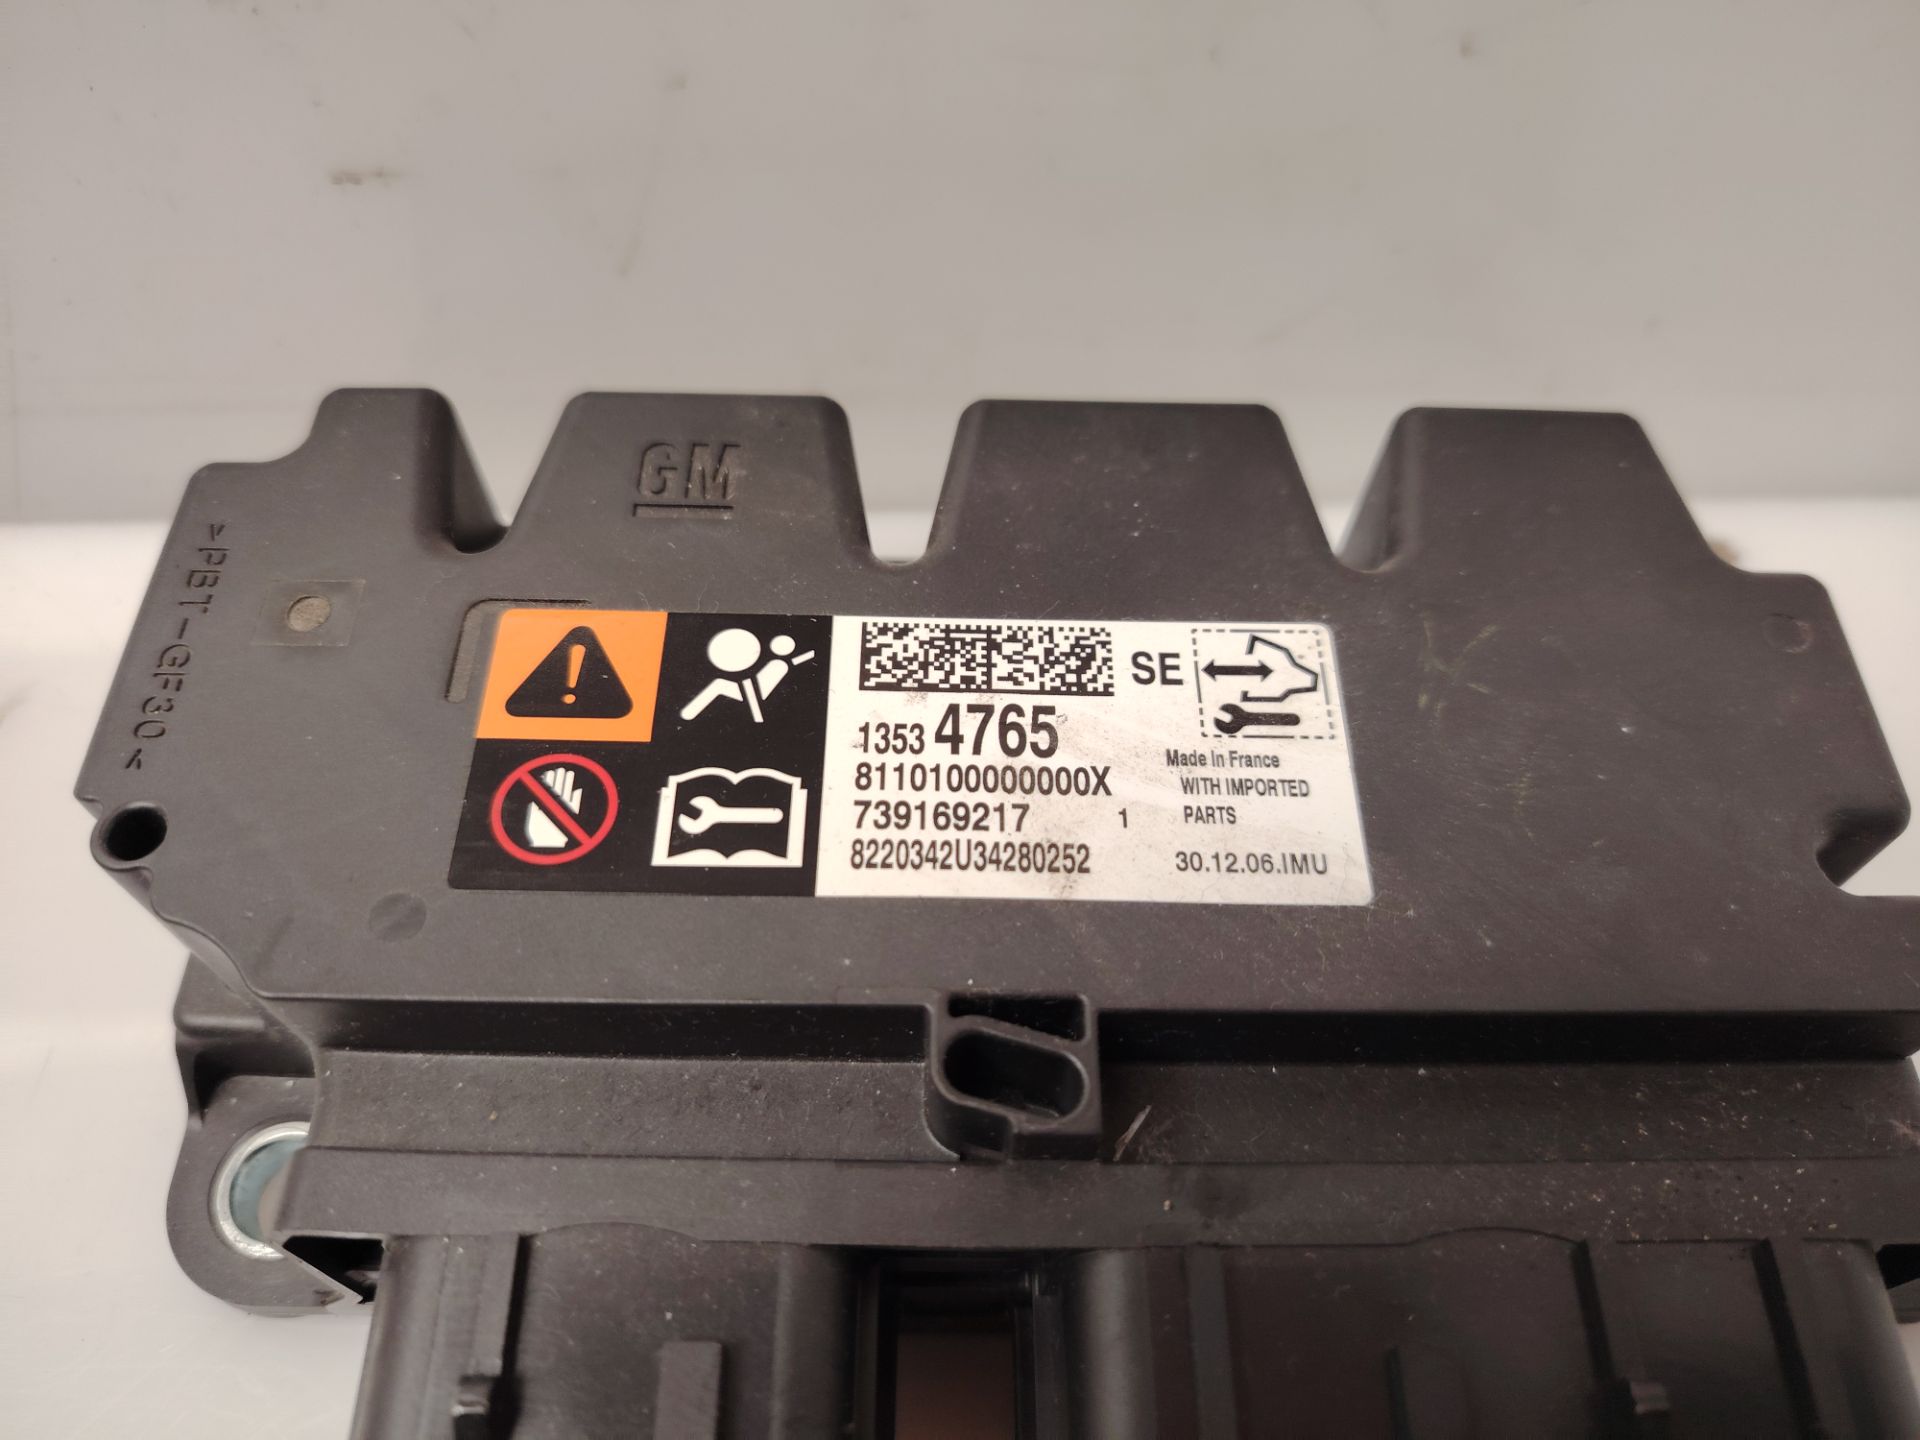 GM
>PBT-GF30<
SE
1353 4765
8110100000000X
739169217 1
8220342U34280252
Made In France
WITH IMPORTED
PARTS
30.12.06.IMU